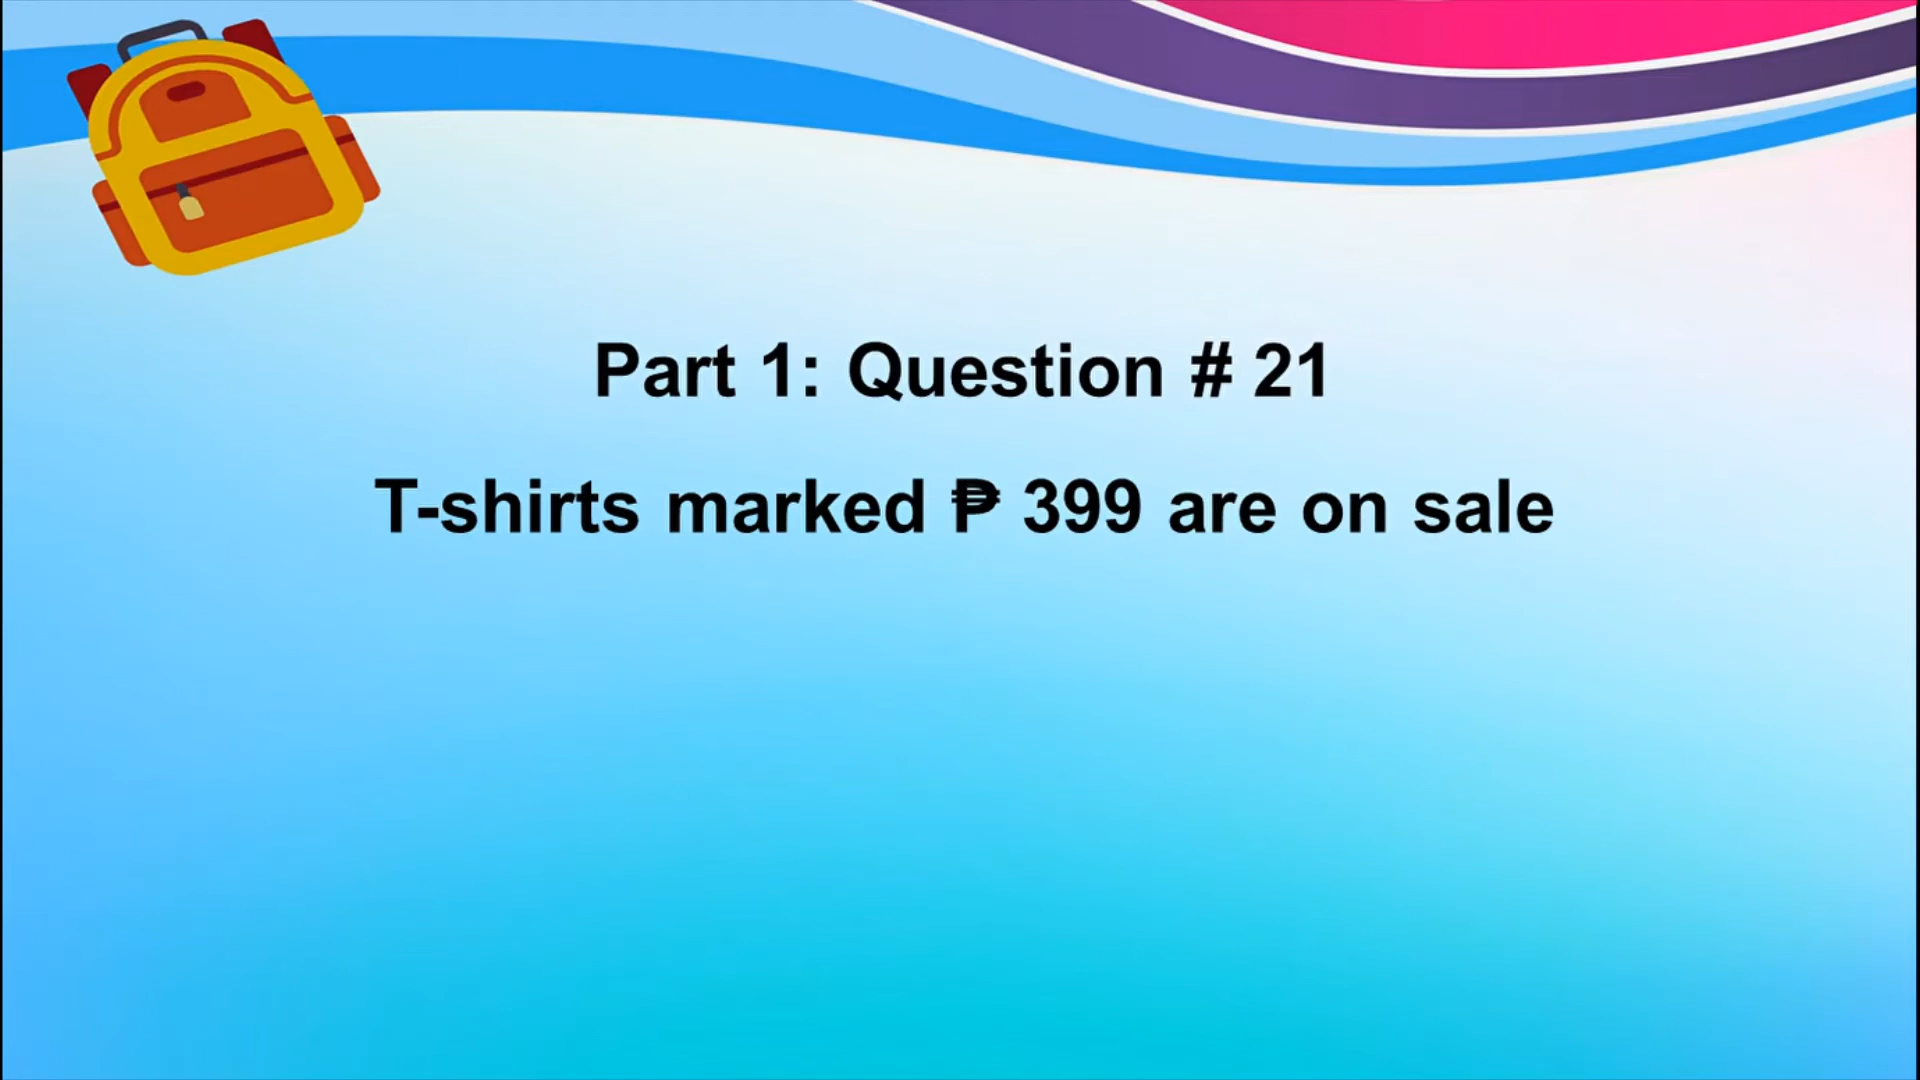 Part 1: Question # 21
T-shirts marked ₱ 399 are on sale